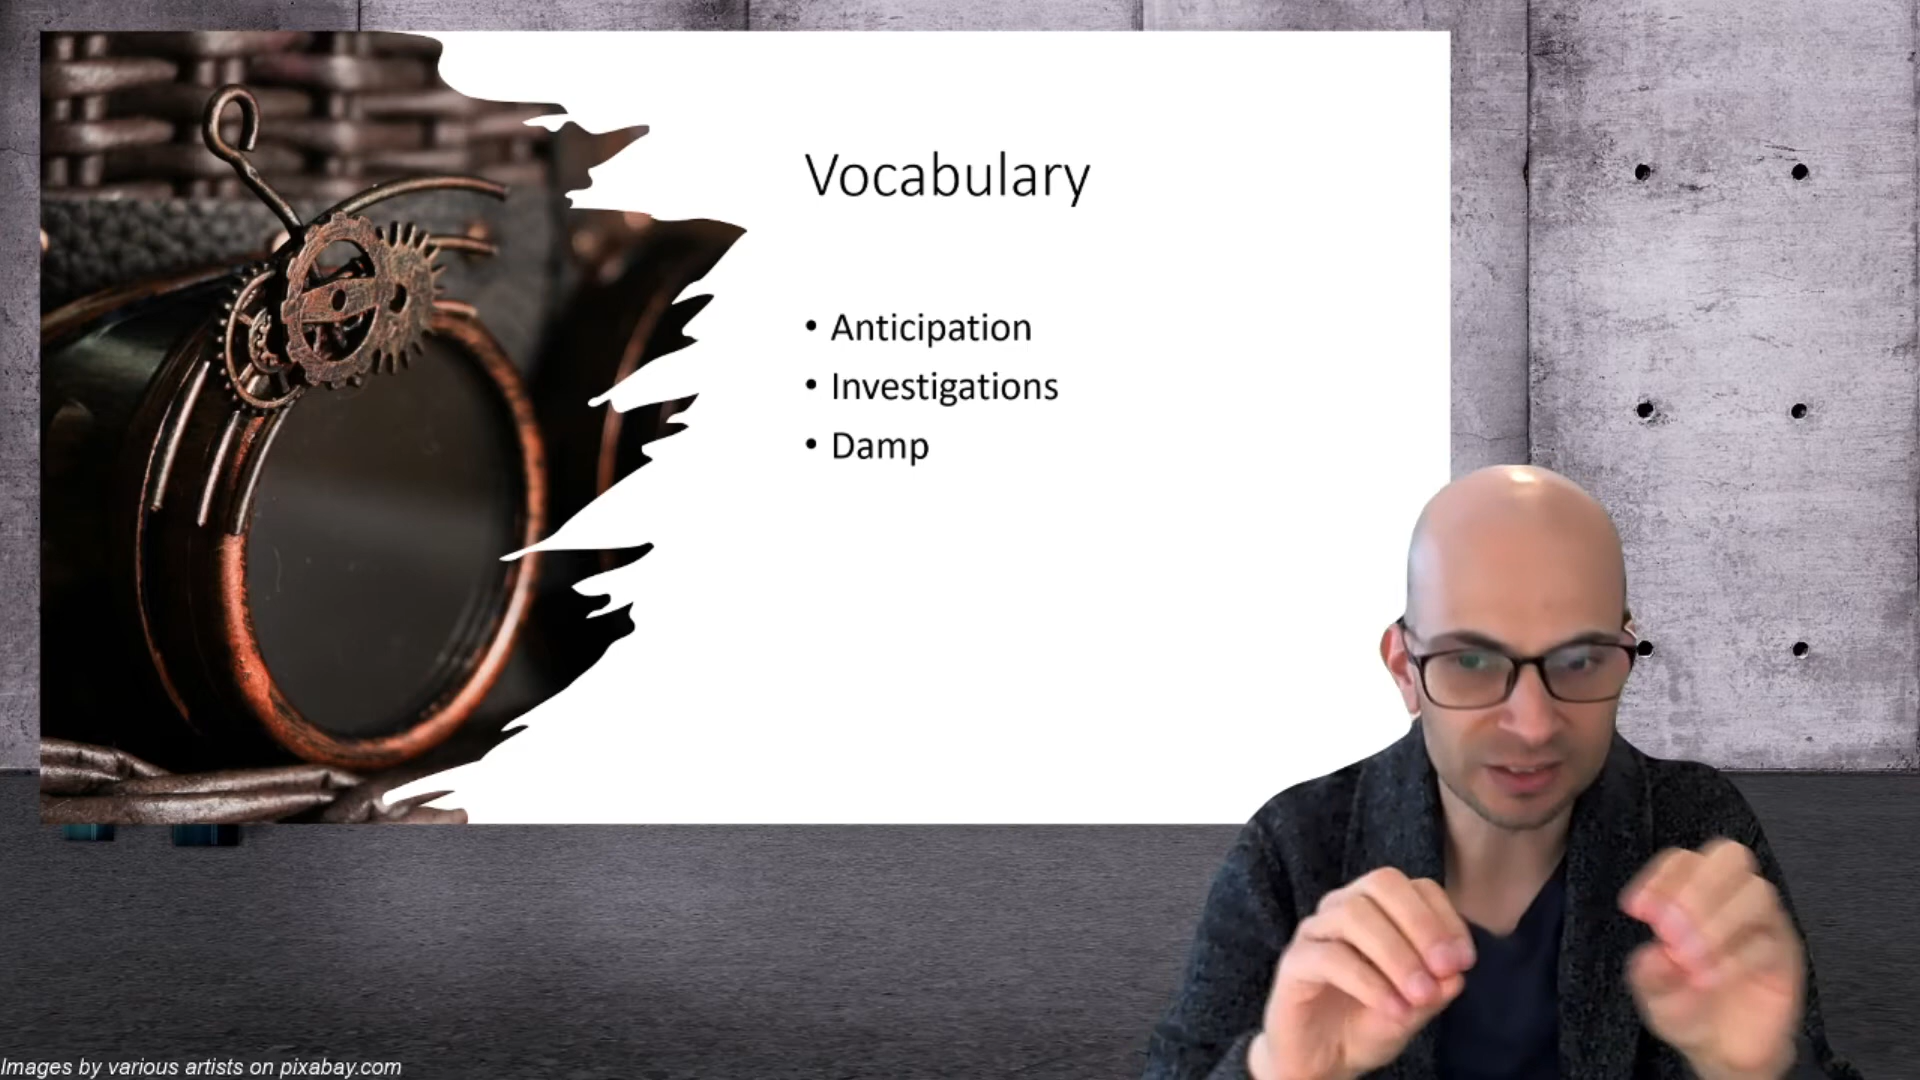 Vocabulary
• Anticipation
• Investigations
• Damp
Images by various artists on pixabay.com